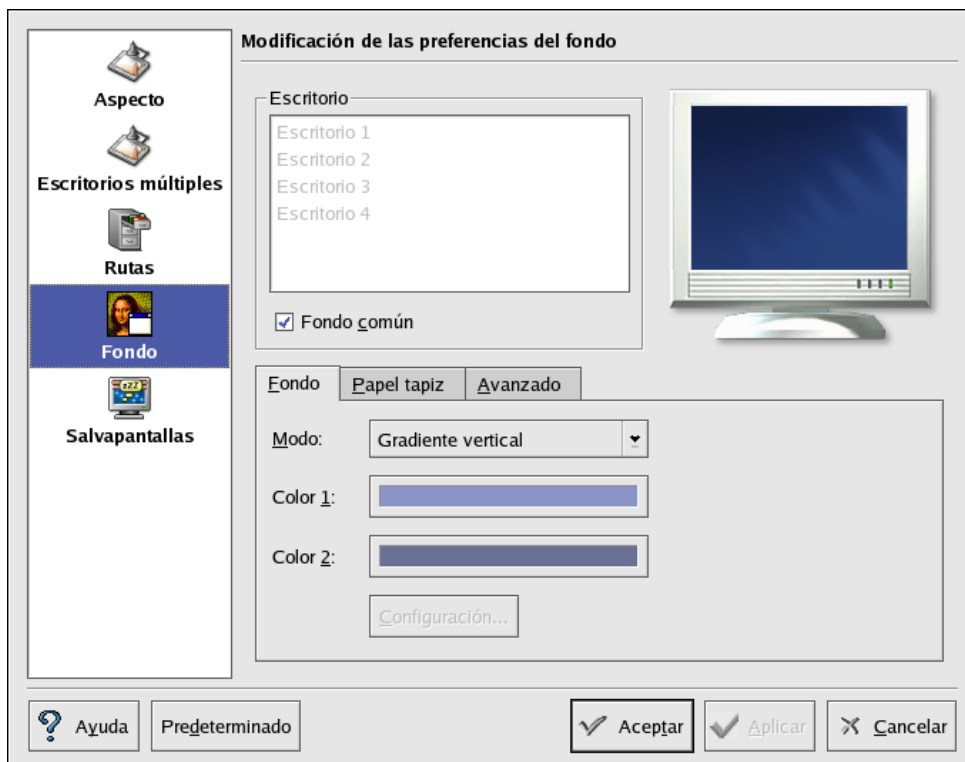 Modificación de las preferencias del fondo
Aspecto
Escritorios múltiples
Rutas
Fondo
Salvapantallas
Escritorio
Escritorio 1
Escritorio 2
Escritorio 3
Escritorio 4
Fondo común
Fondo Papel tapiz Avanzado
Modo: Gradiente vertical
Color 1:
Color 2:
Configuración...
Ayuda Predeterminado Aceptar Aplicar Cancelar